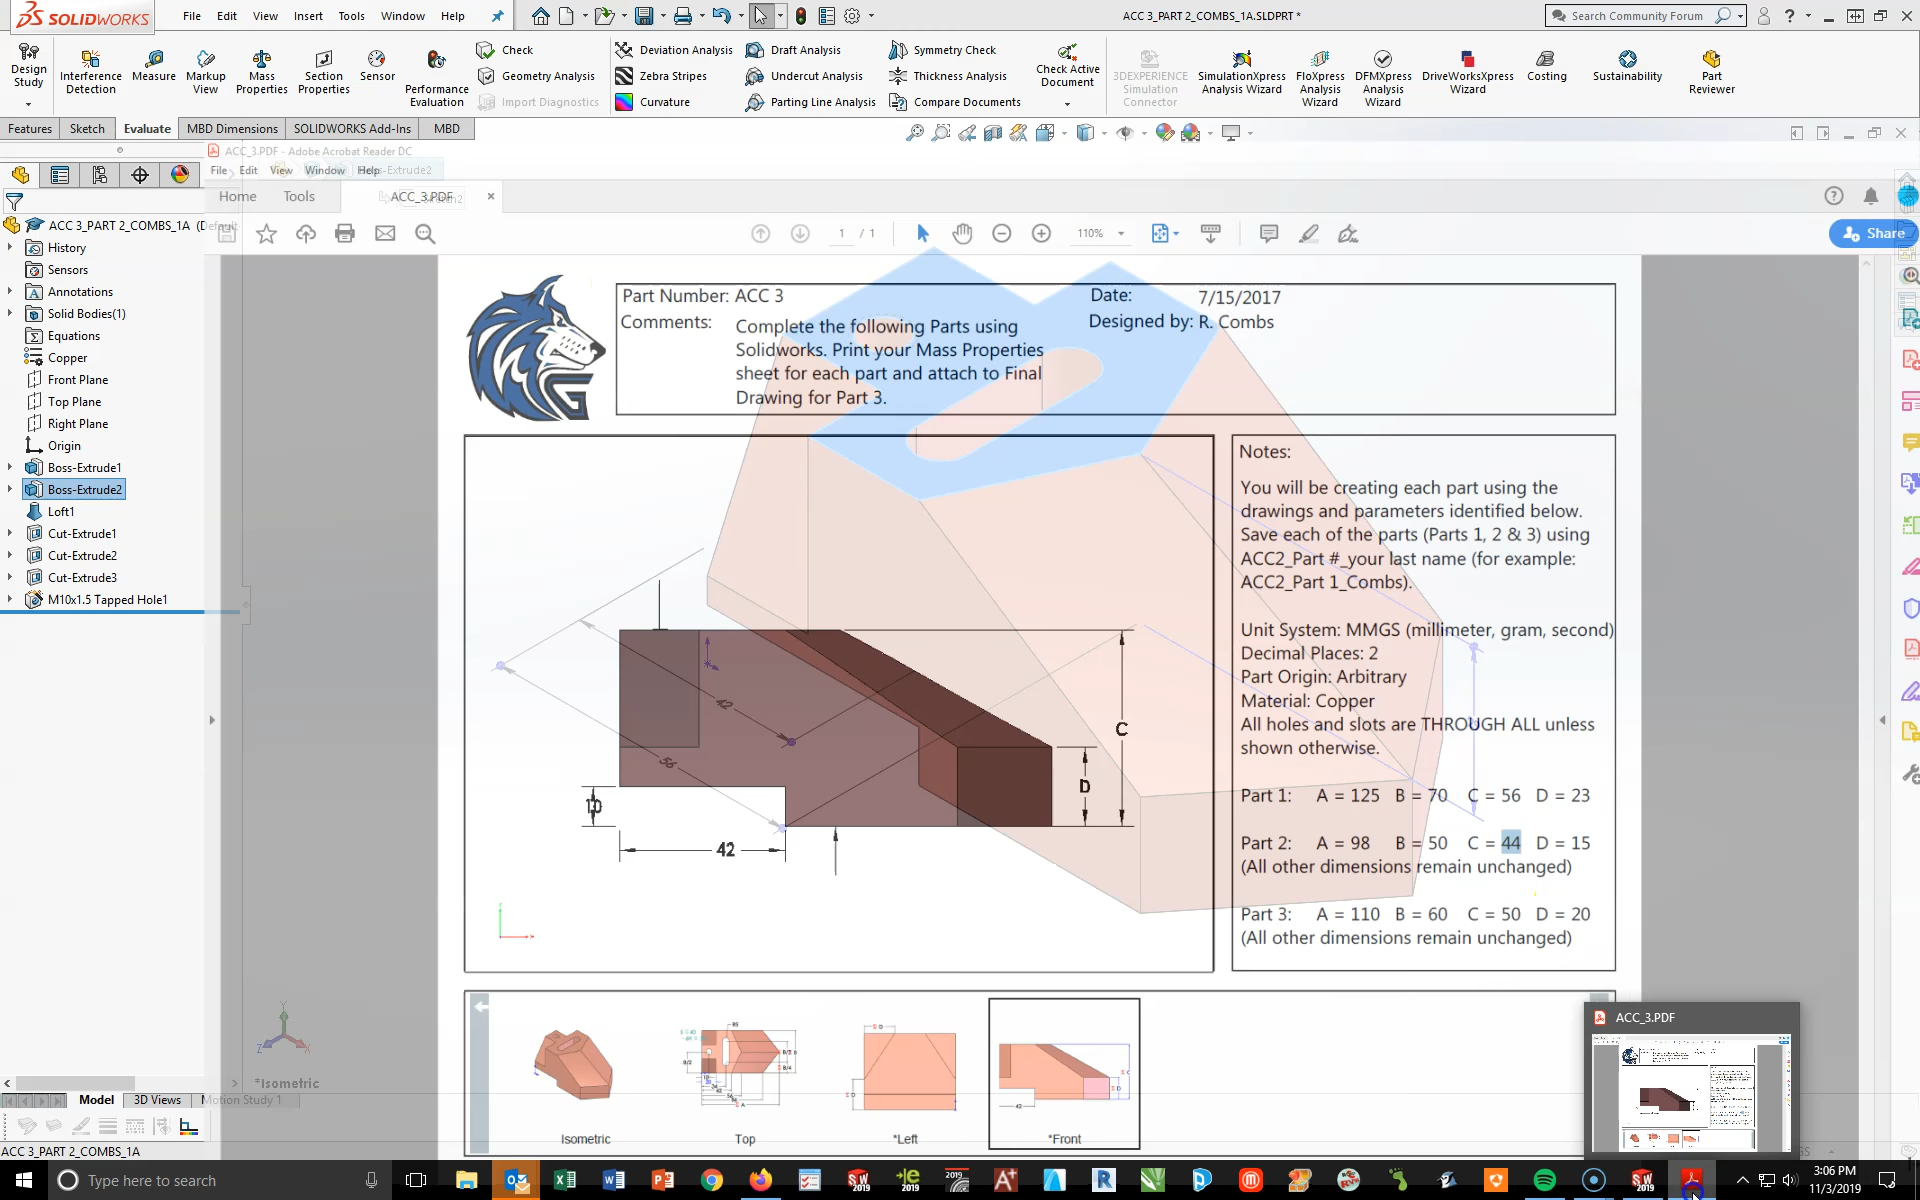 SOLIDWORKS
File Edit View Insert Tools Window Help
ACC 3_PART 2_COMBS_1A.SLDPRT *
Search Community Forum
Design Study
Interference Detection
Measure
Markup View
Mass Properties
Section Properties
Sensor
Performance Evaluation
Check
Geometry Analysis
Import Diagnostics
Deviation Analysis
Zebra Stripes
Curvature
Draft Analysis
Undercut Analysis
Parting Line Analysis
Symmetry Check
Thickness Analysis
Compare Documents
Check Active Document
3DEXPERIENCE Simulation Connector
SimulationXpress Analysis Wizard
FloXpress Analysis Wizard
DFMXpress Analysis Wizard
DriveWorksXpress Wizard
Costing
Sustainability
Part Reviewer
Features Sketch Evaluate MBD Dimensions SOLIDWORKS Add-Ins MBD
ACC_3.PDF - Adobe Acrobat Reader DC
File Edit View Window Help
Boss-Extrude2
Home Tools ACC_3.PDF
1 / 1
110%
Share
ACC 3_PART 2_COMBS_1A (Default
History
Sensors
Annotations
Solid Bodies(1)
Equations
Copper
Front Plane
Top Plane
Right Plane
Origin
Boss-Extrude1
Boss-Extrude2
Loft1
Cut-Extrude1
Cut-Extrude2
Cut-Extrude3
M10x1.5 Tapped Hole1
Part Number: ACC 3
Comments: Complete the following Parts using
Solidworks. Print your Mass Properties
sheet for each part and attach to Final
Drawing for Part 3.
Date: 7/15/2017
Designed by: R. Combs
42
56
10
42
C
D
Notes:
You will be creating each part using the
drawings and parameters identified below.
Save each of the parts (Parts 1, 2 & 3) using
ACC2_Part #_your last name (for example:
ACC2_Part 1_Combs).
Unit System: MMGS (millimeter, gram, second)
Decimal Places: 2
Part Origin: Arbitrary
Material: Copper
All holes and slots are THROUGH ALL unless
shown otherwise.
Part 1: A = 125 B = 70 C = 56 D = 23
Part 2: A = 98 B = 50 C = 44 D = 15
(All other dimensions remain unchanged)
Part 3: A = 110 B = 60 C = 50 D = 20
(All other dimensions remain unchanged)
Isometric Top *Left *Front
ACC_3.PDF
*Isometric
Model 3D Views Motion Study 1
ACC 3_PART 2_COMBS_1A
Type here to search
3:06 PM
11/3/2019